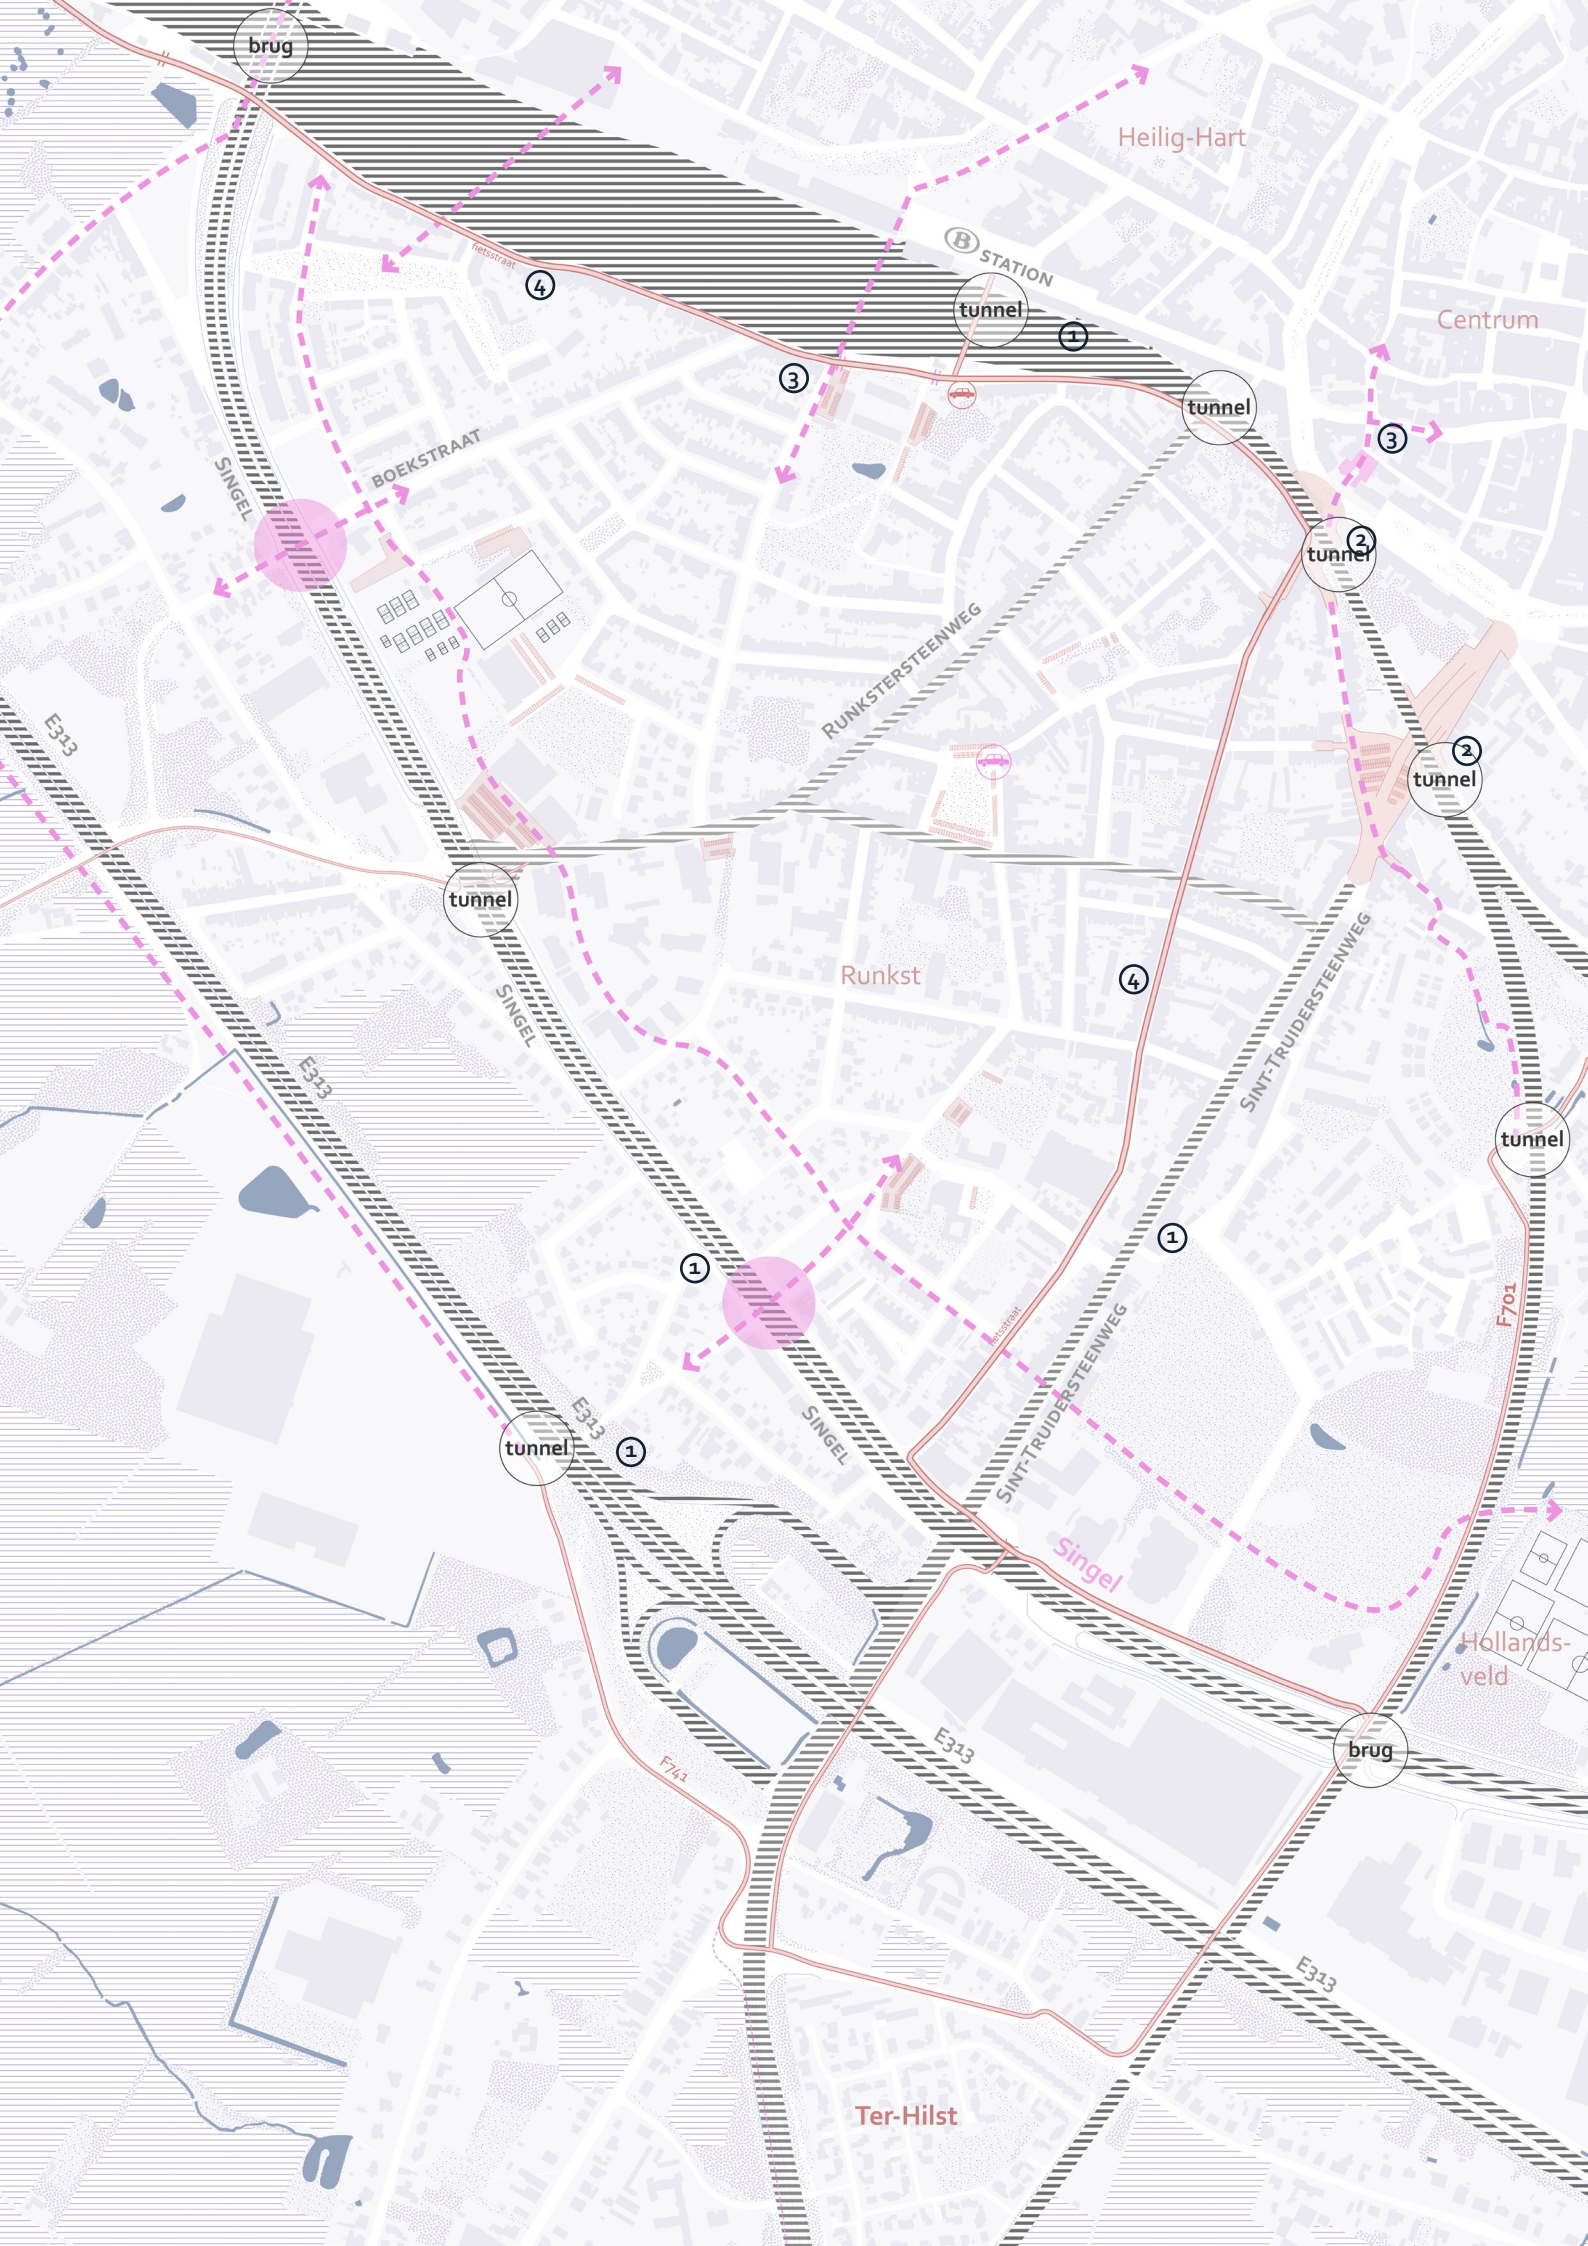 brug
Heilig-Hart
B
STATION
fietsstraat
4
tunnel
1
Centrum
3
tunnel
3
BOEKSTRAAT
SINGEL
2
tunnel
RUNKSTERSTEENWEG
E313
2
tunnel
tunnel
Runkst
4
SINGEL
SINT-TRUIDERSTEENWEG
E313
tunnel
1
1
F701
fietsstraat
SINT-TRUIDERSTEENWEG
E313
SINGEL
tunnel
1
Singel
Hollands-
veld
E313
brug
F741
E313
Ter-Hilst